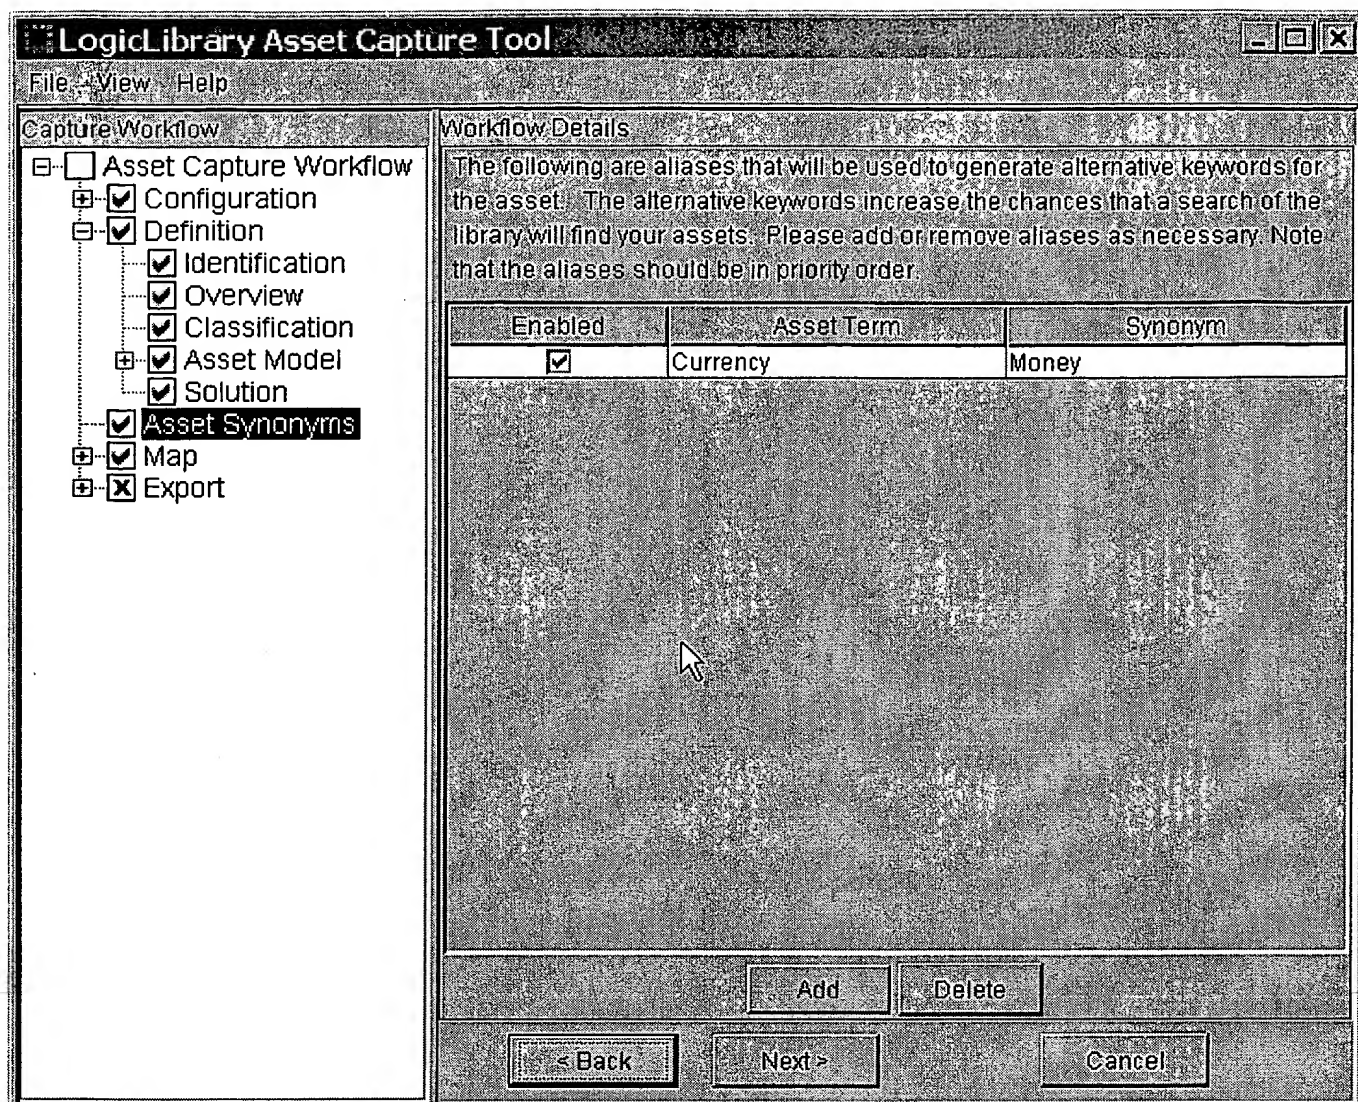 LogicLibrary Asset Capture Tool
File View Help
Capture Workflow
Asset Capture Workflow
Configuration
Definition
Identification
Overview
Classification
Asset Model
Solution
Asset Synonyms
Map
Export
Workflow Details
The following are aliases that will be used to generate alternative keywords for
the asset. The alternative keywords increase the chances that a search of the
library will find your assets. Please add or remove aliases as necessary. Note
that the aliases should be in priority order.
Enabled Asset Term Synonym
Currency Money
Add Delete
< Back Next > Cancel